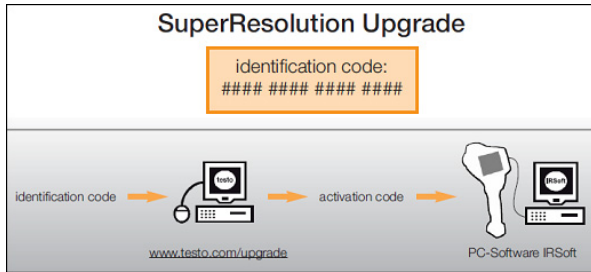 SuperResolution Upgrade
identification code:
#### #### #### ####
identification code
testo
activation code
IRSoft
www.testo.com/upgrade
PC-Software IRSoft